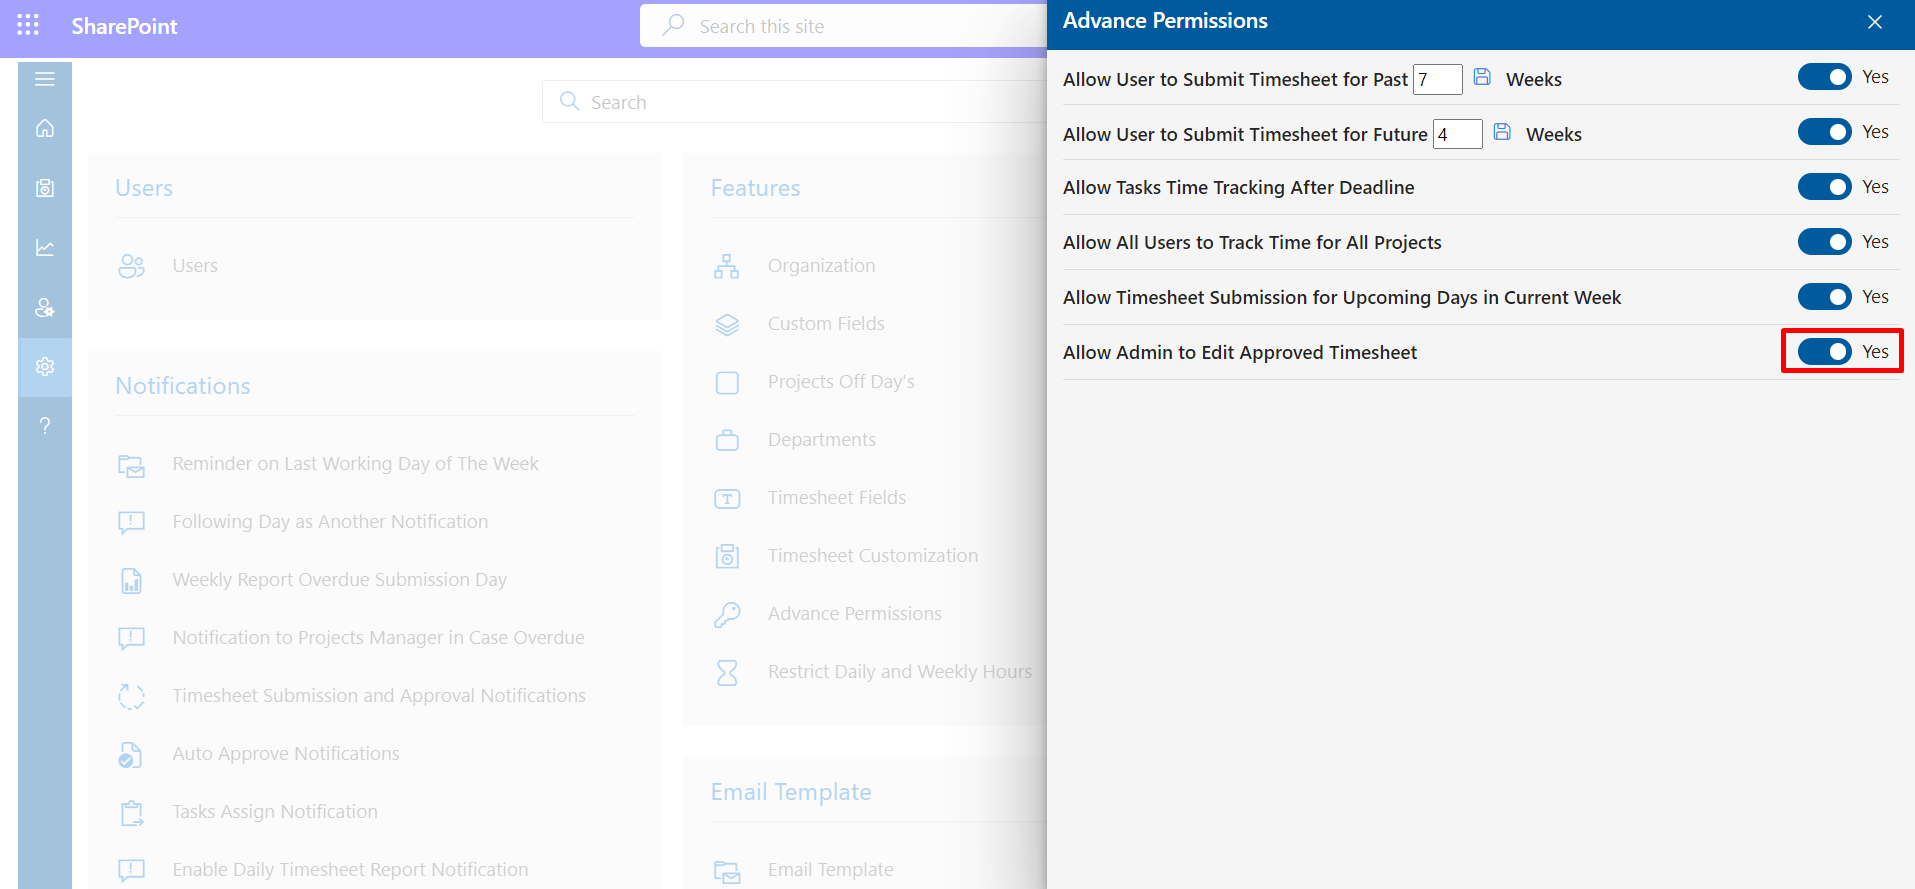 SharePoint
Search this site
Search
Users
Users
Notifications
Reminder on Last Working Day of The Week
Following Day as Another Notification
Weekly Report Overdue Submission Day
Notification to Projects Manager in Case Overdue
Timesheet Submission and Approval Notifications
Auto Approve Notifications
Tasks Assign Notification
Enable Daily Timesheet Report Notification
Features
Organization
Custom Fields
Projects Off Day's
Departments
Timesheet Fields
Timesheet Customization
Advance Permissions
Restrict Daily and Weekly Hours
Email Template
Email Template
Advance Permissions
Allow User to Submit Timesheet for Past 7 Weeks Yes
Allow User to Submit Timesheet for Future 4 Weeks Yes
Allow Tasks Time Tracking After Deadline Yes
Allow All Users to Track Time for All Projects Yes
Allow Timesheet Submission for Upcoming Days in Current Week Yes
Allow Admin to Edit Approved Timesheet Yes